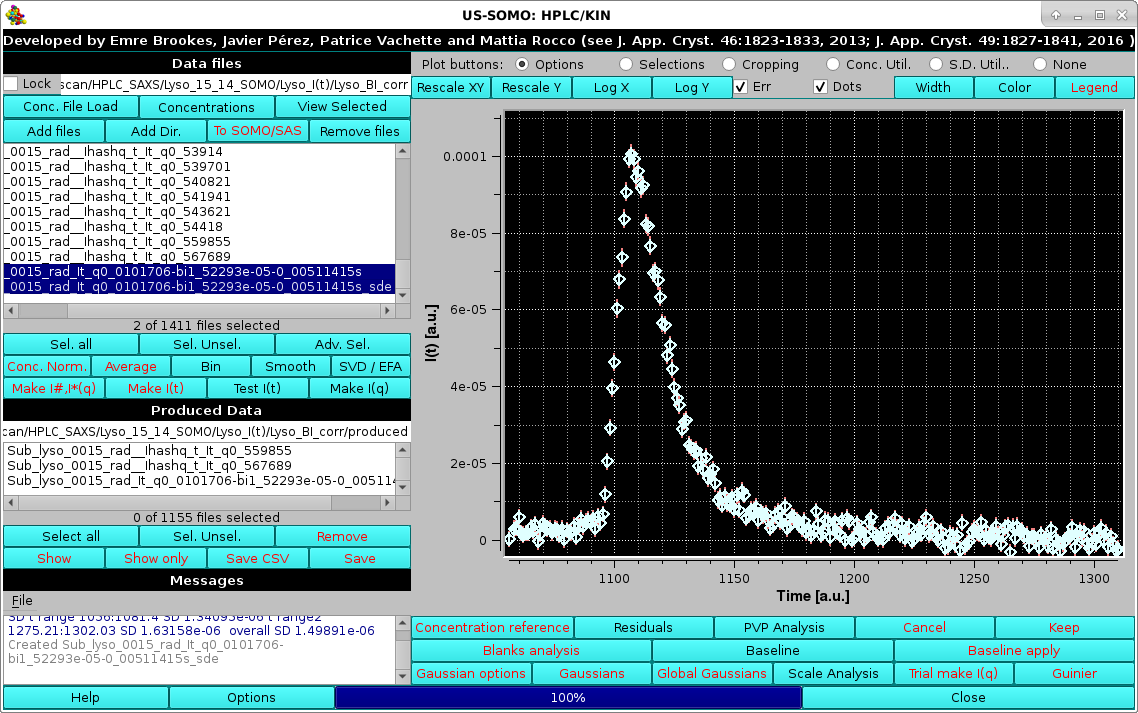 US-SOMO: HPLC/KIN
Developed by Emre Brookes, Javier Pérez, Patrice Vachette and Mattia Rocco (see J. App. Cryst. 46:1823-1833, 2013; J. App. Cryst. 49:1827-1841, 2016 )
Data files
Lock
scan/HPLC_SAXS/Lyso_15_14_SOMO/Lyso_I(t)/Lyso_BI_corr
Conc. File Load Concentrations View Selected
Add files Add Dir. To SOMO/SAS Remove files
_0015_rad__Ihashq_t_It_q0_53914
_0015_rad__Ihashq_t_It_q0_539701
_0015_rad__Ihashq_t_It_q0_540821
_0015_rad__Ihashq_t_It_q0_541941
_0015_rad__Ihashq_t_It_q0_543621
_0015_rad__Ihashq_t_It_q0_54418
_0015_rad__Ihashq_t_It_q0_559855
_0015_rad__Ihashq_t_It_q0_567689
_0015_rad_It_q0_0101706-bi1_52293e-05-0_00511415s
_0015_rad_It_q0_0101706-bi1_52293e-05-0_00511415s_sde
2 of 1411 files selected
Sel. all Sel. Unsel. Adv. Sel.
Conc. Norm. Average Bin Smooth SVD / EFA
Make I#,I*(q) Make I(t) Test I(t) Make I(q)
Produced Data
can/HPLC_SAXS/Lyso_15_14_SOMO/Lyso_I(t)/Lyso_BI_corr/produced
Sub_lyso_0015_rad__Ihashq_t_It_q0_559855
Sub_lyso_0015_rad__Ihashq_t_It_q0_567689
Sub_lyso_0015_rad_It_q0_0101706-bi1_52293e-05-0_00511
0 of 1155 files selected
Select all Sel. Unsel. Remove
Show Show only Save CSV Save
Messages
File
SD t range 1056:1081.4 SD 1.34095e-06 t range2
1275.21:1302.03 SD 1.63158e-06 overall SD 1.49891e-06
Created Sub_lyso_0015_rad_It_q0_0101706-
bi1_52293e-05-0_00511415s_sde
Plot buttons: Options Selections Cropping Conc. Util. S.D. Util.. None
Rescale XY Rescale Y Log X Log Y Err Dots Width Color Legend
0.0001
8e-05
6e-05
4e-05
2e-05
0
I(t) [a.u.]
1100 1150 1200 1250 1300
Time [a.u.]
Concentration reference Residuals PVP Analysis Cancel Keep
Blanks analysis Baseline Baseline apply
Gaussian options Gaussians Global Gaussians Scale Analysis Trial make I(q) Guinier
Help Options 100% Close